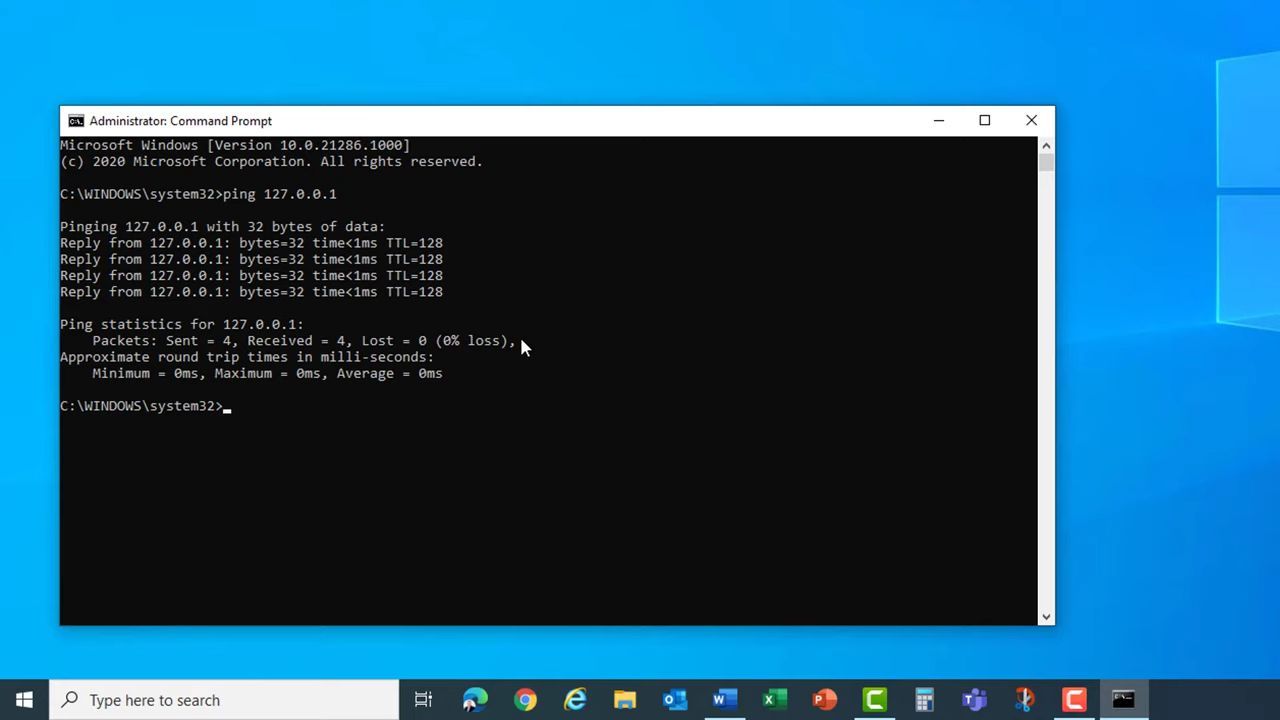 Administrator: Command Prompt
Microsoft Windows [Version 10.0.21286.1000]
(c) 2020 Microsoft Corporation. All rights reserved.
C:\WINDOWS\system32>ping 127.0.0.1
Pinging 127.0.0.1 with 32 bytes of data:
Reply from 127.0.0.1: bytes=32 time<1ms TTL=128
Reply from 127.0.0.1: bytes=32 time<1ms TTL=128
Reply from 127.0.0.1: bytes=32 time<1ms TTL=128
Reply from 127.0.0.1: bytes=32 time<1ms TTL=128
Ping statistics for 127.0.0.1:
Packets: Sent = 4, Received = 4, Lost = 0 (0% loss),
Approximate round trip times in milli-seconds:
Minimum = 0ms, Maximum = 0ms, Average = 0ms
C:\WINDOWS\system32>
Type here to search